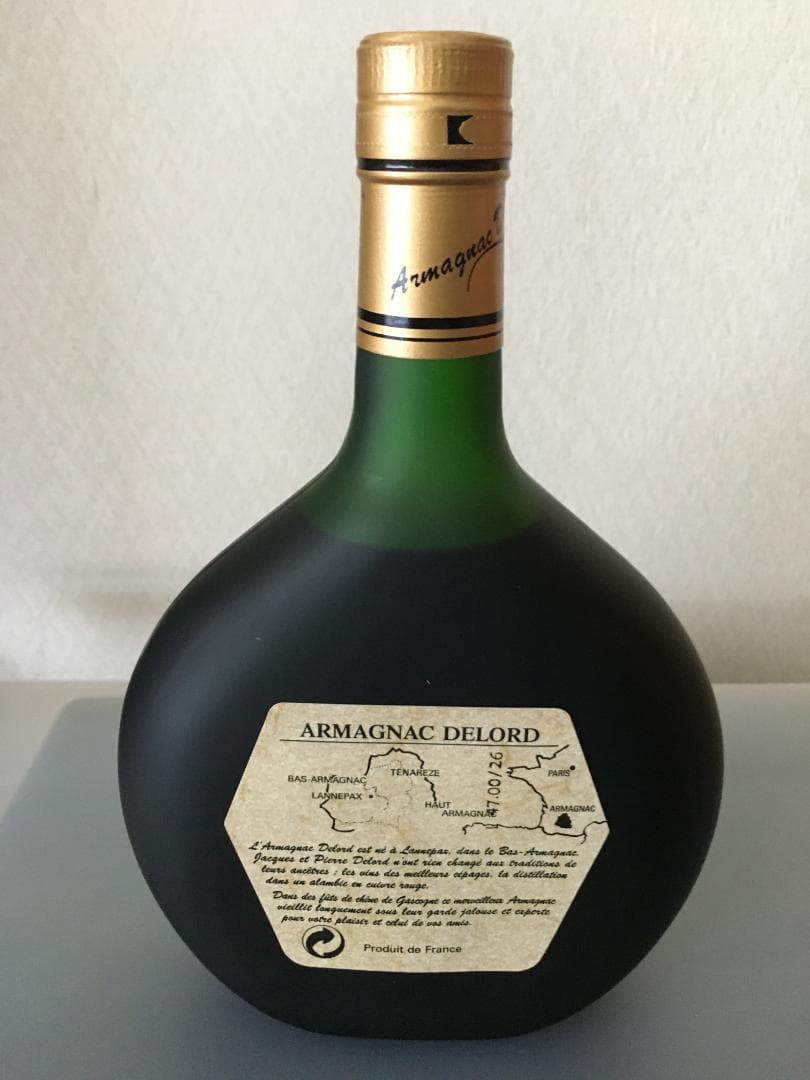 Armagnac
ARMAGNAC DELORD
BAS-ARMAGNAC
TÉNAREZE
LANNEPAX
HAUT
ARMAGNAC
47.00/26
PARIS
ARMAGNAC
L'Armagnac Delord est né à Lannepax, dans le Bas-Armagnac.
Jacques et Pierre Delord n'ont rien changé aux traditions de
leurs ancêtres : les vins des meilleurs cépages, la distillation
dans un alambic en cuivre rouge.
Dans des fûts de chêne de Gascogne ce merveilleux Armagnac
vieillit longuement sous leur garde jalouse et experte
pour votre plaisir et celui de vos amis.
Produit de France